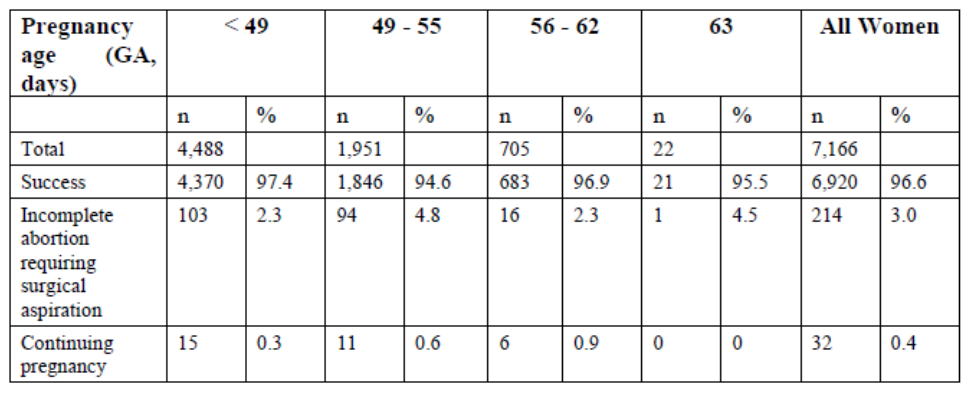 Pregnancy age (GA, days) < 49 49 - 55 56 - 62 63 All Women
n % n % n % n % n %
Total 4,488 1,951 705 22 7,166
Success 4,370 97.4 1,846 94.6 683 96.9 21 95.5 6,920 96.6
Incomplete abortion requiring surgical aspiration 103 2.3 94 4.8 16 2.3 1 4.5 214 3.0
Continuing pregnancy 15 0.3 11 0.6 6 0.9 0 0 32 0.4